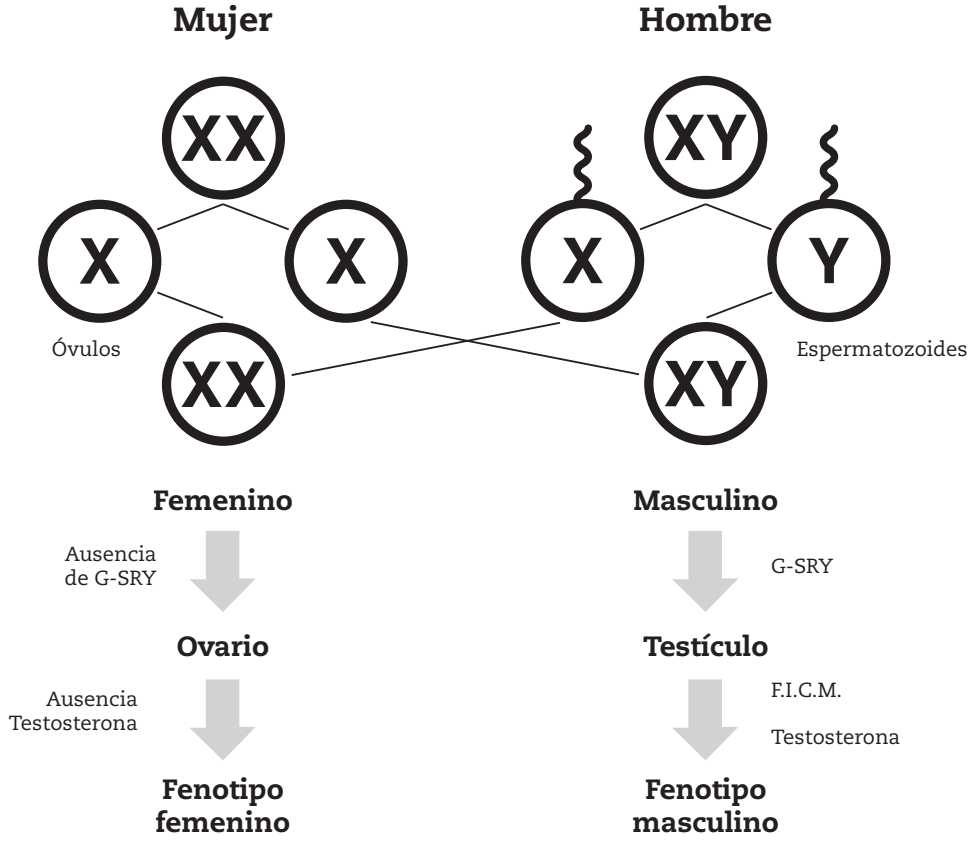 Mujer
Hombre
XX
XY
X
X
X
Y
Óvulos
Espermatozoides
XX
XY
Femenino
Masculino
Ausencia
de G-SRY
G-SRY
Ovario
Testículo
Ausencia
Testosterona
F.I.C.M.
Testosterona
Fenotipo
femenino
Fenotipo
masculino